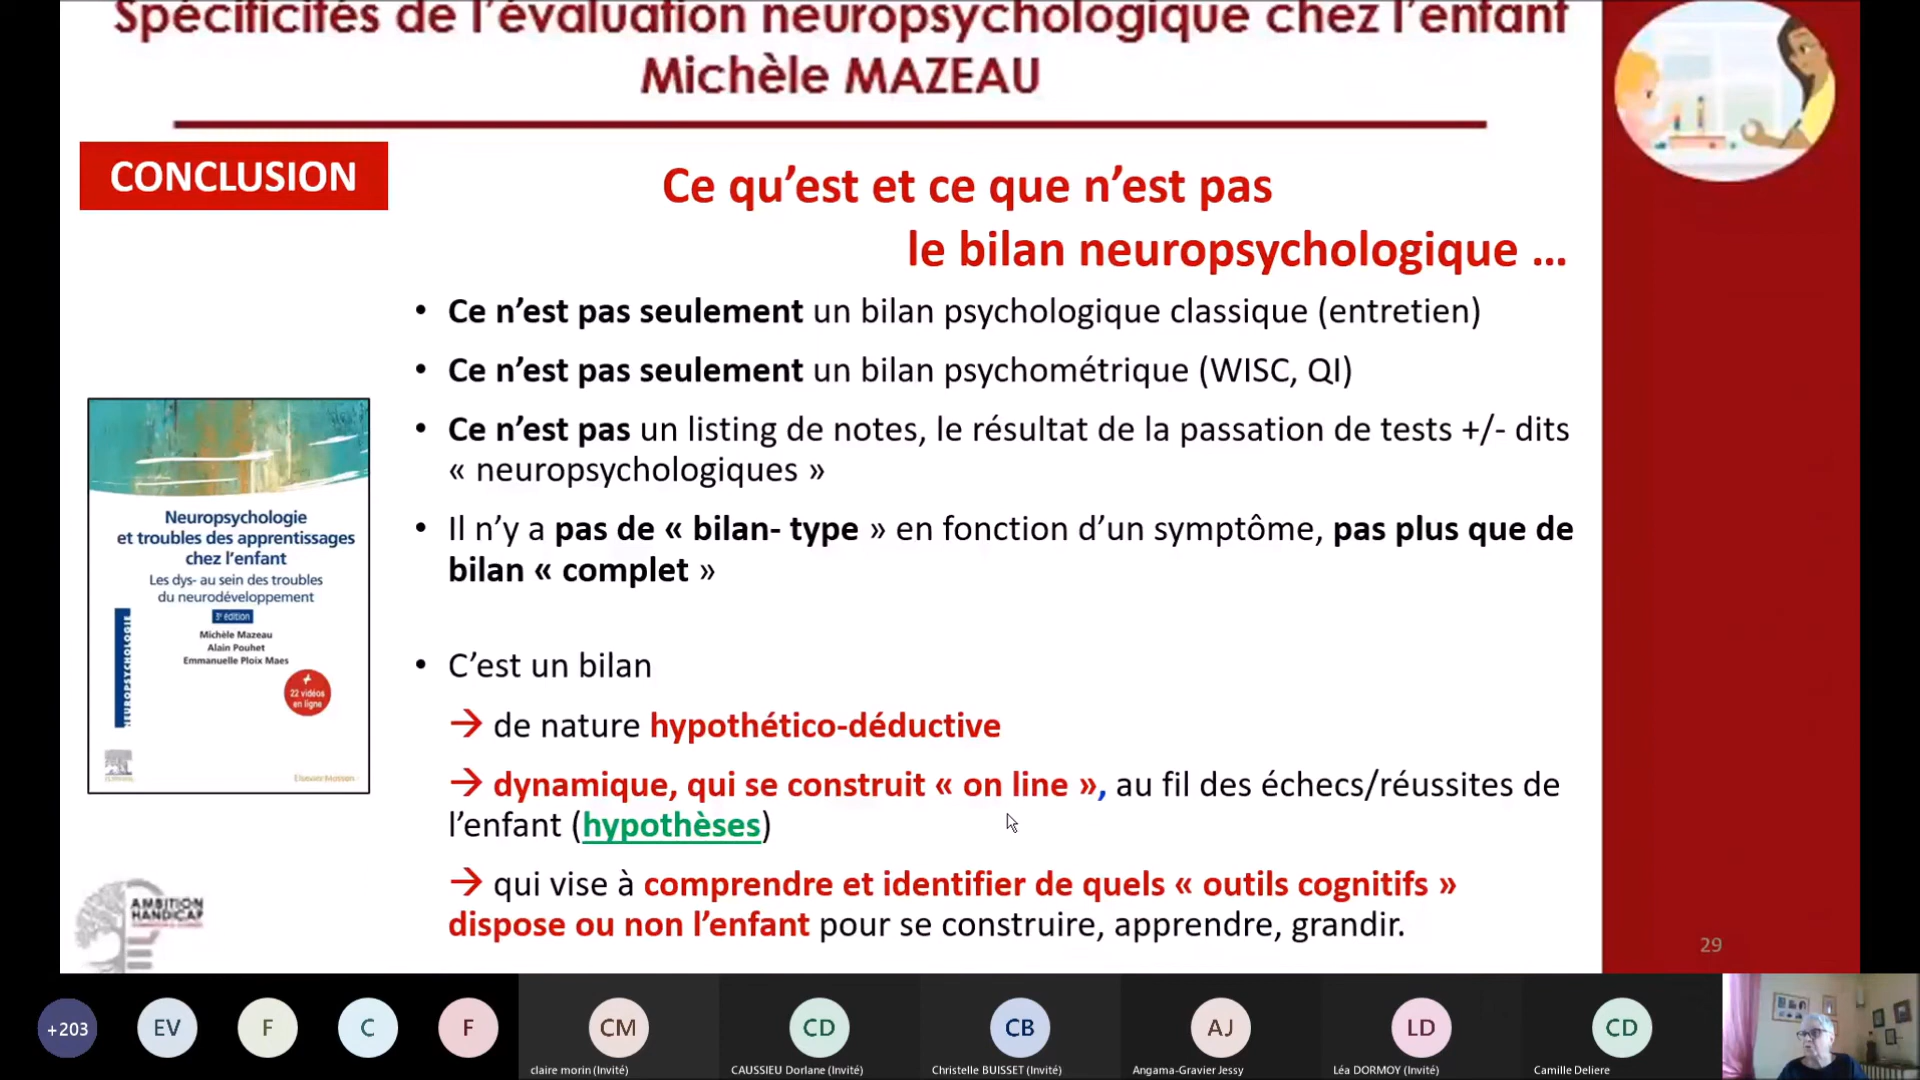 Spécificités de l'évaluation neuropsychologique chez l'enfant
Michèle MAZEAU
CONCLUSION
Ce qu'est et ce que n'est pas
le bilan neuropsychologique ...
• Ce n'est pas seulement un bilan psychologique classique (entretien)
• Ce n'est pas seulement un bilan psychométrique (WISC, QI)
• Ce n'est pas un listing de notes, le résultat de la passation de tests +/- dits
« neuropsychologiques »
• Il n'y a pas de « bilan- type » en fonction d'un symptôme, pas plus que de
bilan « complet »
• C'est un bilan
→ de nature hypothético-déductive
→ dynamique, qui se construit « on line », au fil des échecs/réussites de
l'enfant (hypothèses)
→ qui vise à comprendre et identifier de quels « outils cognitifs »
dispose ou non l'enfant pour se construire, apprendre, grandir.
Neuropsychologie
et troubles des apprentissages
chez l'enfant
Les dys- au sein des troubles
du neurodéveloppement
3e édition
Michèle Mazeau
Alain Pouhet
Emmanuelle Ploix Maes
NEUROPSYCHOLOGIE
+
22 vidéos
en ligne
Elsevier Masson
AMBITION
HANDICAP
29
+203
EV
F
C
F
CM
CD
CB
AJ
LD
CD
claire morin (Invité)
CAUSSIEU Dorlane (Invité)
Christelle BUISSET (Invité)
Angama-Gravier Jessy
Léa DORMOY (Invité)
Camille Deliere